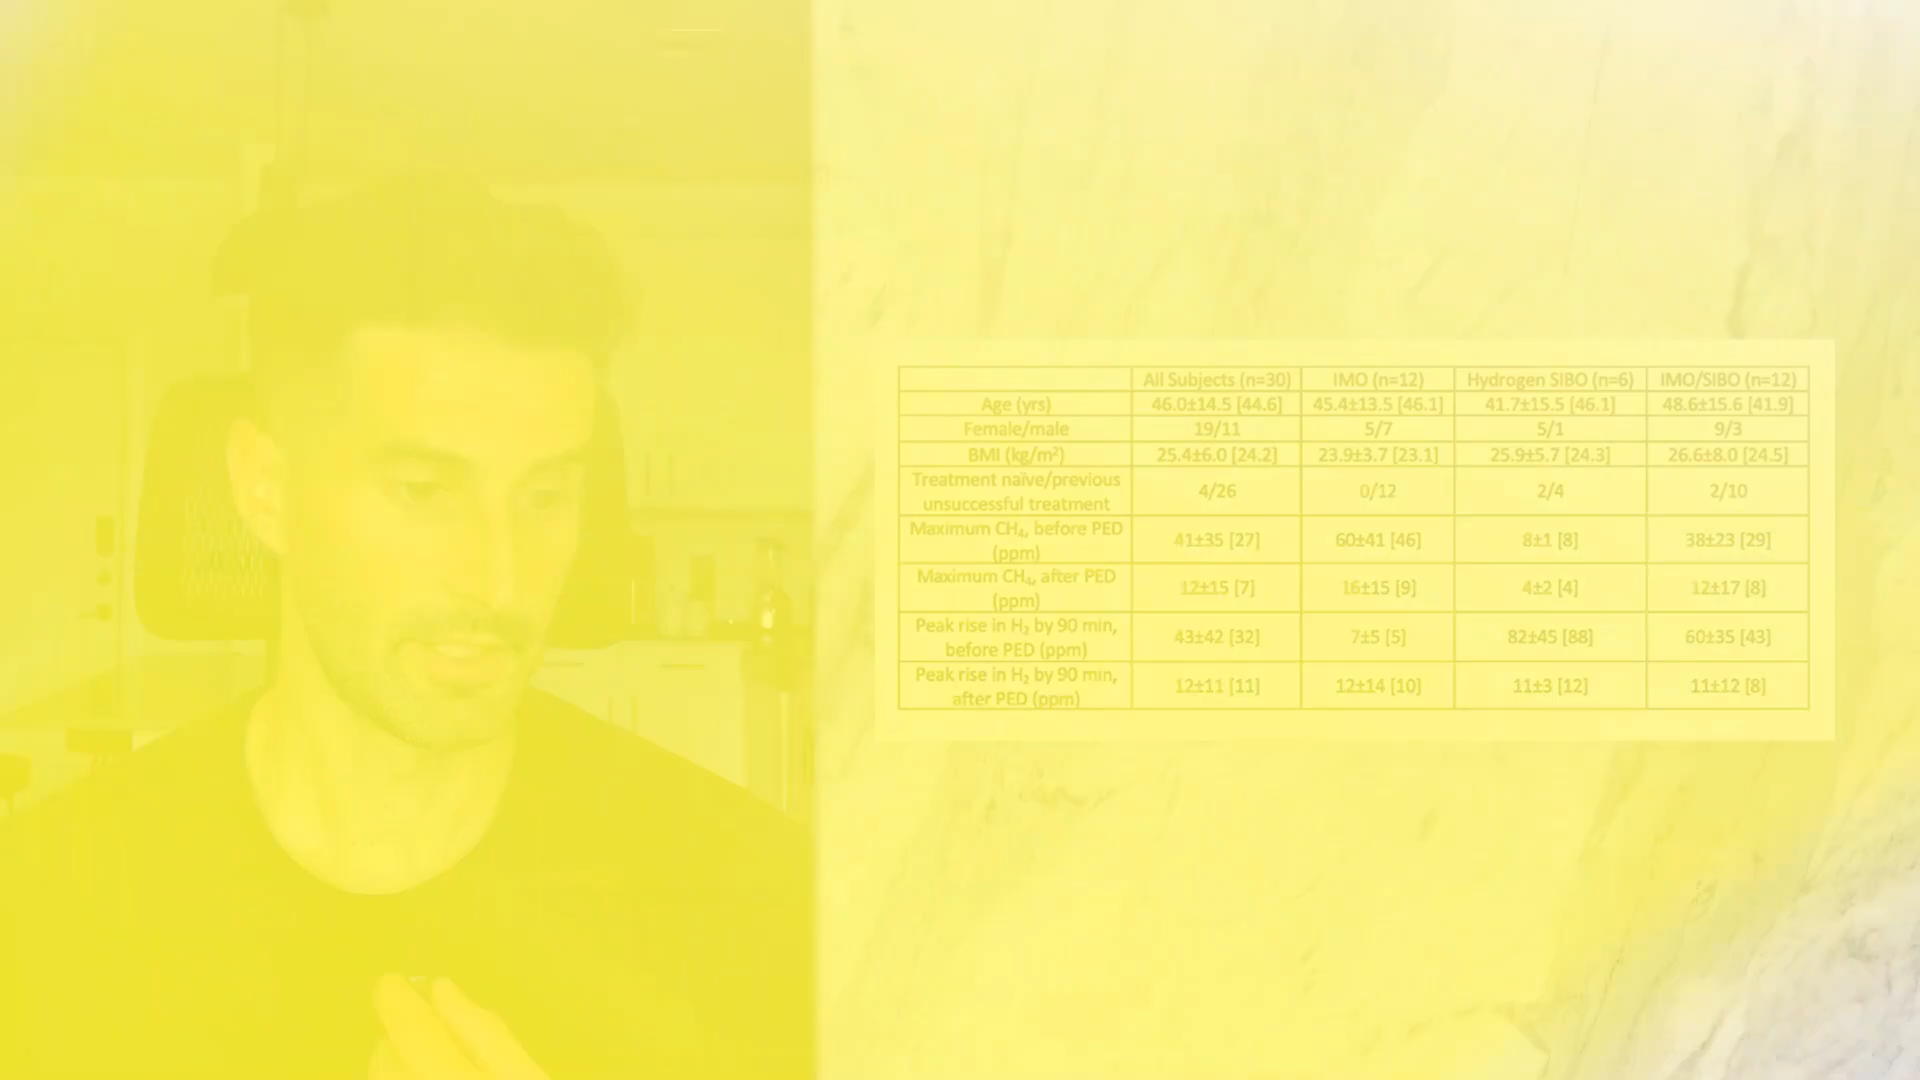 All Subjects (n=30) IMO (n=12) Hydrogen SIBO (n=6) IMO/SIBO (n=12)
Age (yrs) 46.0±14.5 [44.6] 45.4±13.5 [46.1] 41.7±15.5 [46.1] 48.6±15.6 [41.9]
Female/male 19/11 5/7 5/1 9/3
BMI (kg/m²) 25.4±6.0 [24.2] 23.9±3.7 [23.1] 25.9±5.7 [24.3] 26.6±8.0 [24.5]
Treatment naïve/previous
unsuccessful treatment 4/26 0/12 2/4 2/10
Maximum CH₄, before PED
(ppm) 41±35 [27] 60±41 [46] 8±1 [8] 38±23 [29]
Maximum CH₄, after PED
(ppm) 12±15 [7] 16±15 [9] 4±2 [4] 12±17 [8]
Peak rise in H₂ by 90 min,
before PED (ppm) 43±42 [32] 7±5 [5] 82±45 [88] 60±35 [43]
Peak rise in H₂ by 90 min,
after PED (ppm) 12±11 [11] 12±14 [10] 11±3 [12] 11±12 [8]